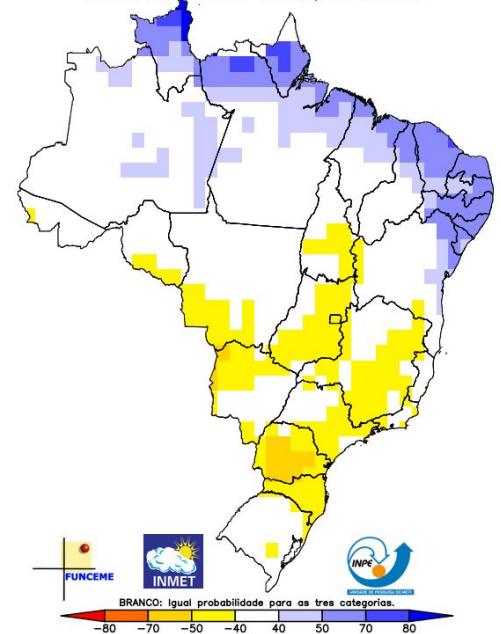 FUNCEME
INMET
INPE
UNIDADE DE PESQUISA DO MCTI
BRANCO: Igual probabilidade para as tres categorias.
-80 -70 -50 -40 40 50 70 80